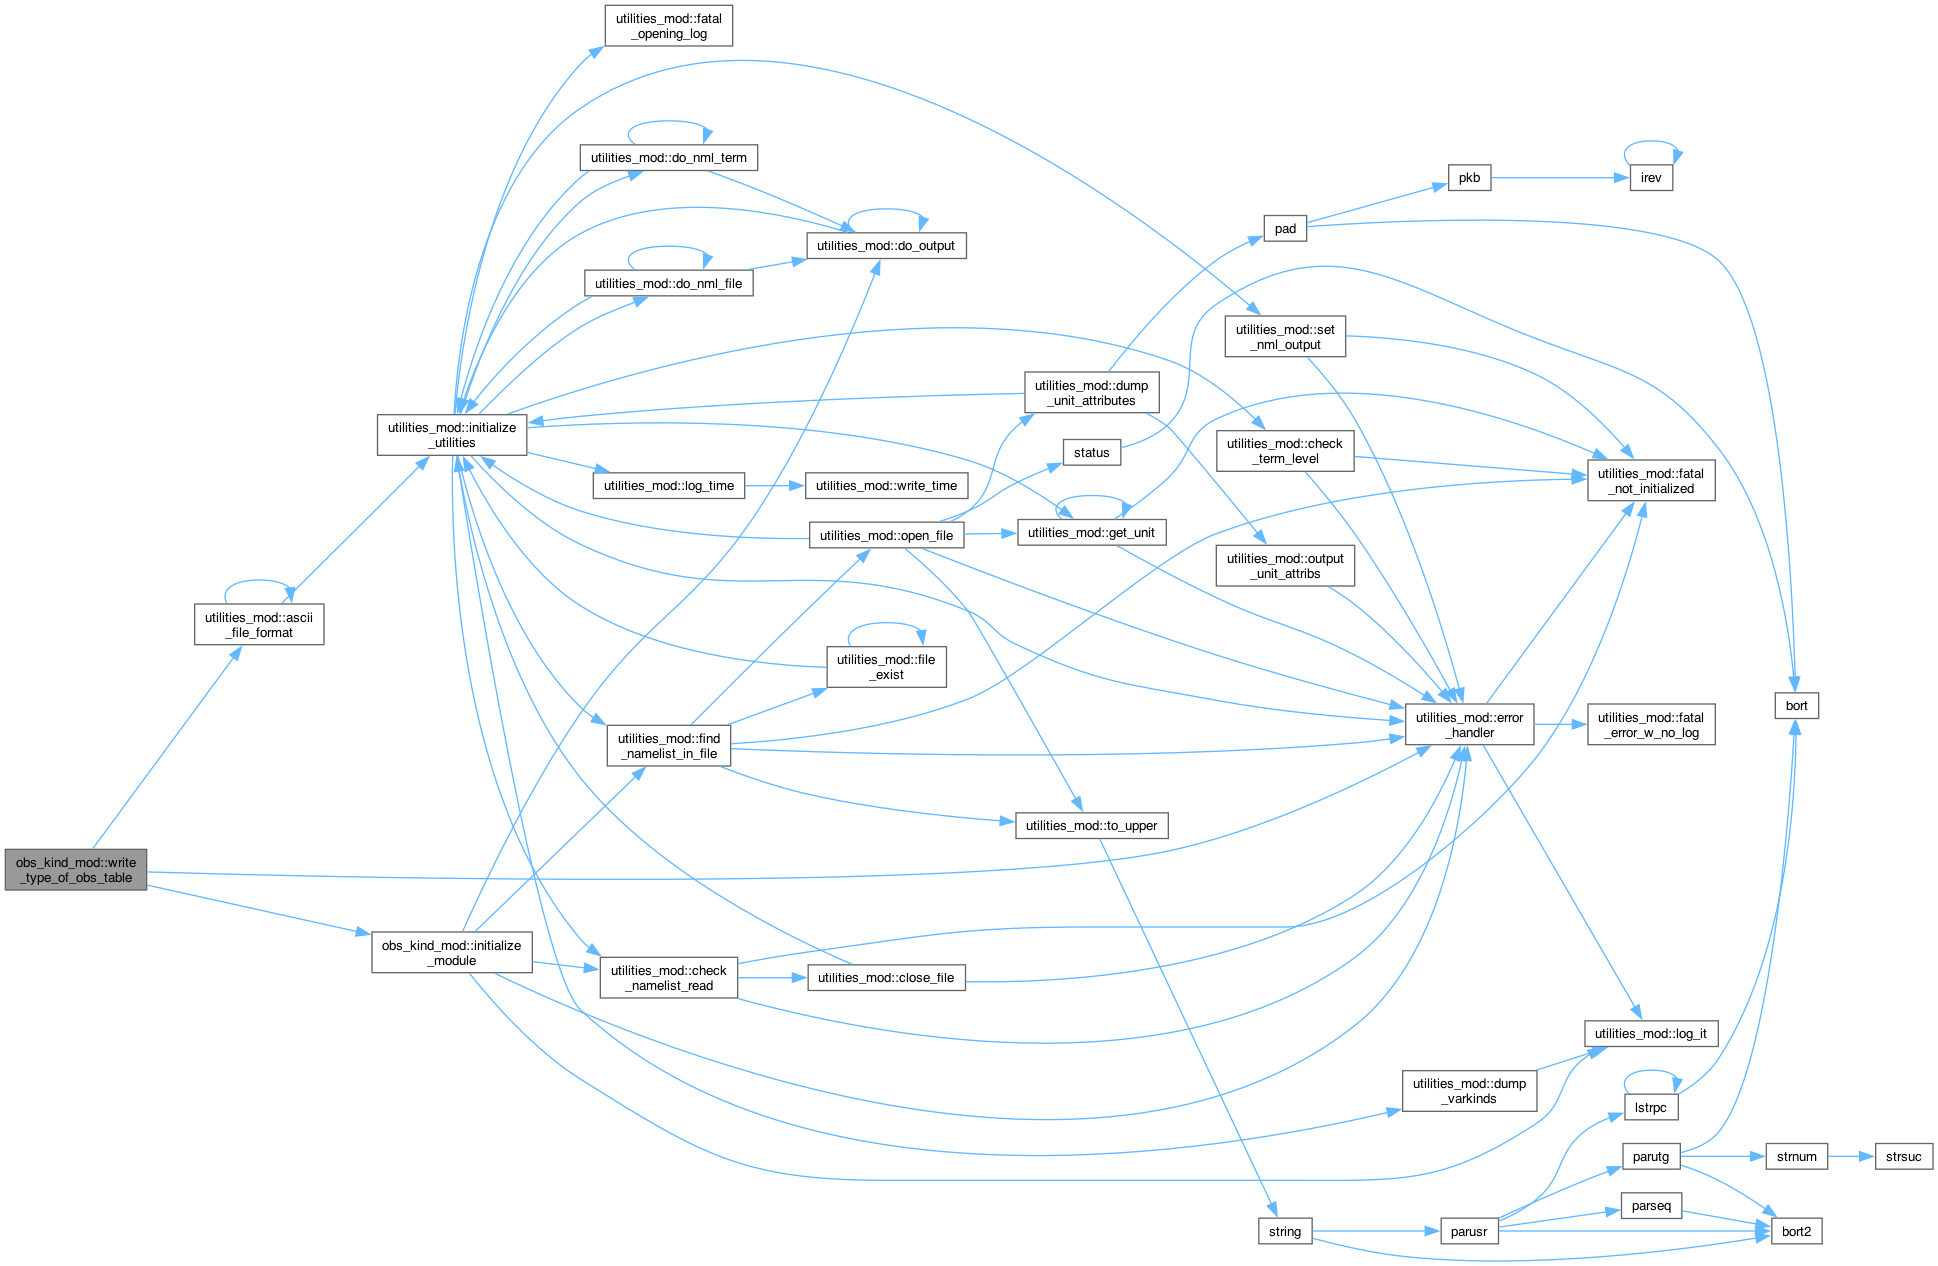 utilities_mod::fatal
_opening_log
utilities_mod::do_nml_term
pkb
irev
pad
utilities_mod::do_output
utilities_mod::do_nml_file
utilities_mod::set
_nml_output
utilities_mod::dump
_unit_attributes
utilities_mod::initialize
_utilities
status
utilities_mod::check
_term_level
utilities_mod::fatal
_not_initialized
utilities_mod::log_time
utilities_mod::write_time
utilities_mod::open_file
utilities_mod::get_unit
utilities_mod::output
_unit_attribs
utilities_mod::ascii
_file_format
utilities_mod::file
_exist
bort
utilities_mod::error
_handler
utilities_mod::fatal
_error_w_no_log
utilities_mod::find
_namelist_in_file
utilities_mod::to_upper
obs_kind_mod::write
_type_of_obs_table
obs_kind_mod::initialize
_module
utilities_mod::check
_namelist_read
utilities_mod::close_file
utilities_mod::log_it
utilities_mod::dump
_varkinds
lstrpc
parutg
strnum
strsuc
parseq
string
parusr
bort2